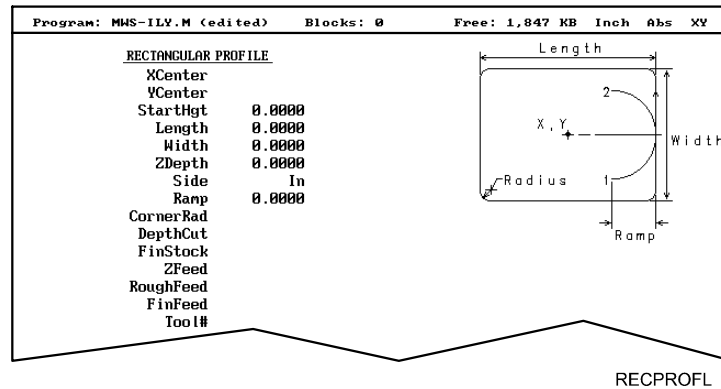 Program: MWS-ILY.M (edited) Blocks: 0 Free: 1,847 KB Inch Abs XY
RECTANGULAR PROFILE
XCenter
YCenter
StartHgt 0.0000
Length 0.0000
Width 0.0000
ZDepth 0.0000
Side In
Ramp 0.0000
CornerRad
DepthCut
FinStock
ZFeed
RoughFeed
FinFeed
Tool#
Length
2
X,Y
Width
Radius
1
Ramp
RECPROFL